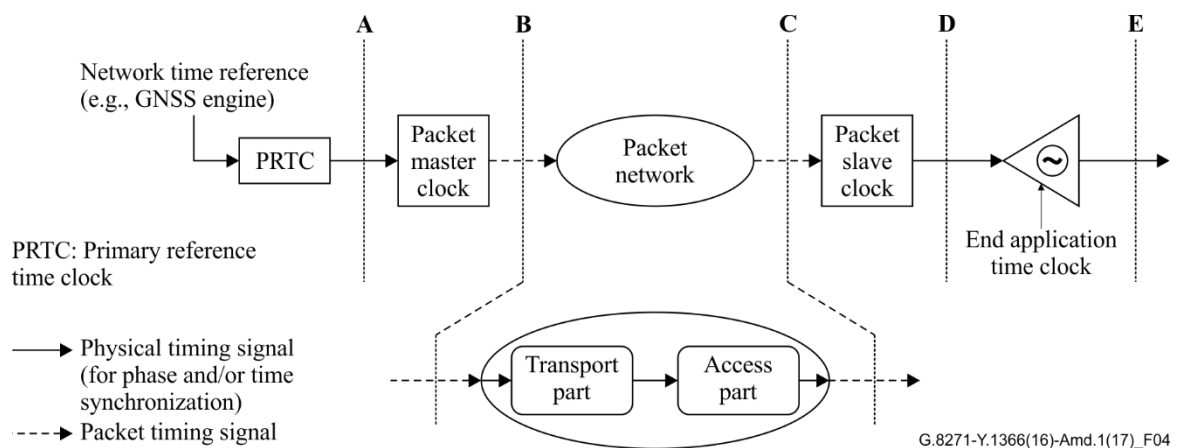 A
B
C
D
E
Network time reference
(e.g., GNSS engine)
PRTC
Packet
master
clock
Packet
network
Packet
slave
clock
End application
time clock
PRTC: Primary reference
time clock
Transport
part
Access
part
Physical timing signal
(for phase and/or time
synchronization)
Packet timing signal
G.8271-Y.1366(16)-Amd.1(17)_F04